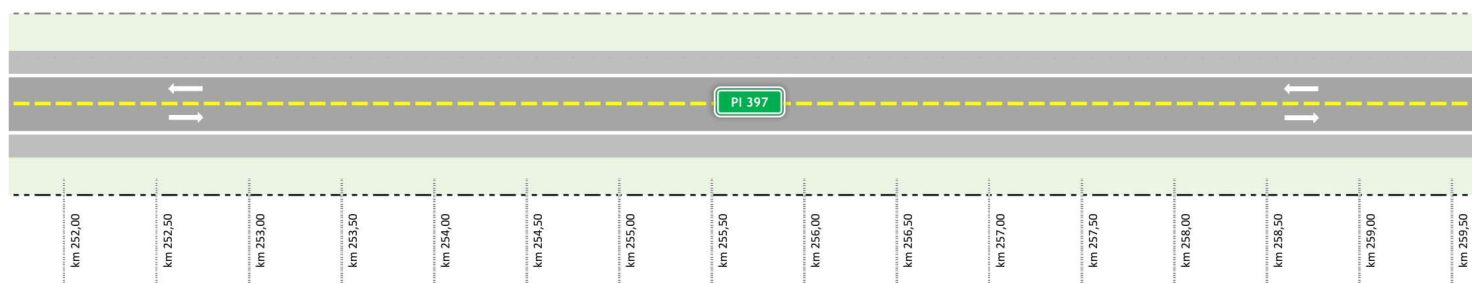 PI 397
km 252,00
km 252,50
km 253,00
km 253,50
km 254,00
km 254,50
km 255,00
km 255,50
km 256,00
km 256,50
km 257,00
km 257,50
km 258,00
km 258,50
km 259,00
km 259,50